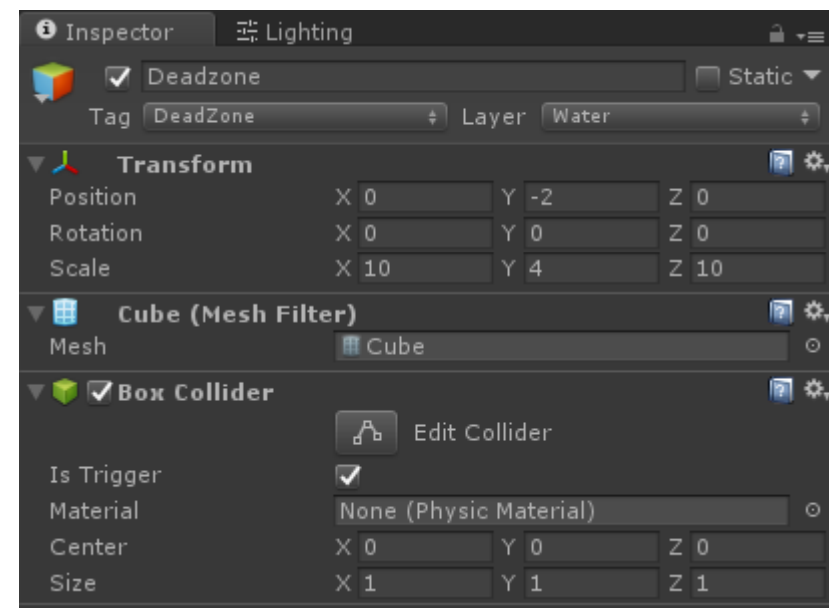 Inspector Lighting
Deadzone Static
Tag DeadZone Layer Water
Transform
Position X 0 Y -2 Z 0
Rotation X 0 Y 0 Z 0
Scale X 10 Y 4 Z 10
Cube (Mesh Filter)
Mesh Cube
Box Collider
Edit Collider
Is Trigger
Material None (Physic Material)
Center X 0 Y 0 Z 0
Size X 1 Y 1 Z 1